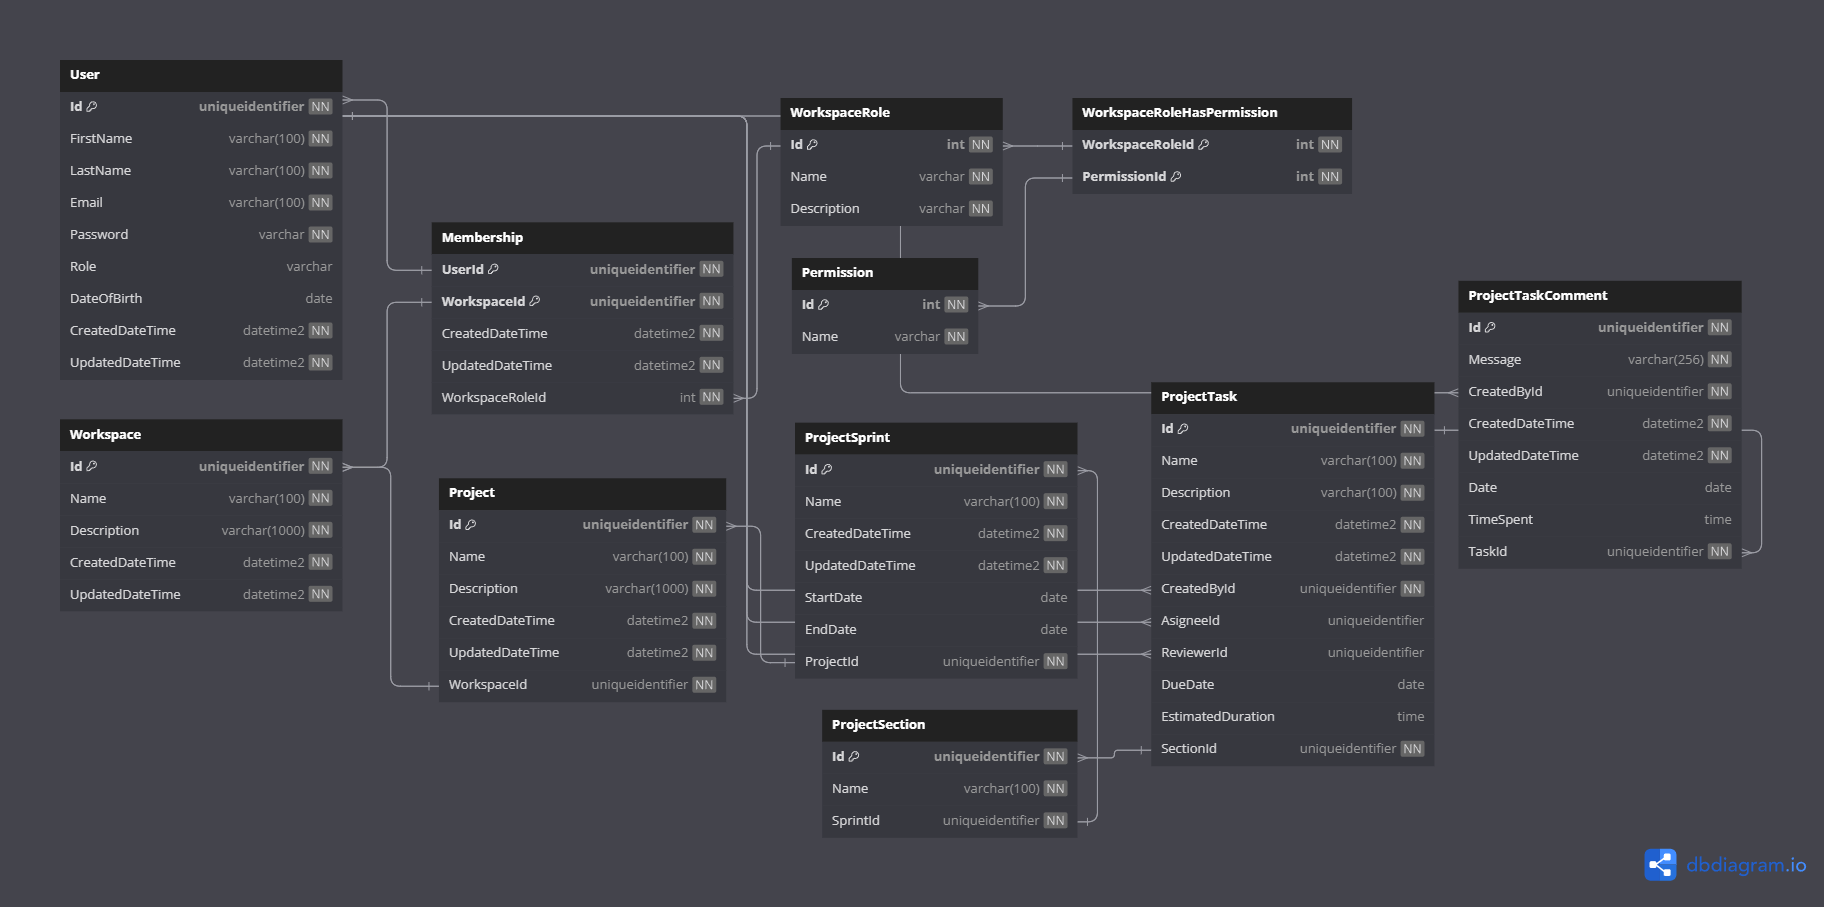 User
Id uniqueidentifier NN
FirstName varchar(100) NN
LastName varchar(100) NN
Email varchar(100) NN
Password varchar NN
Role varchar
DateOfBirth date
CreatedDateTime datetime2 NN
UpdatedDateTime datetime2 NN
Workspace
Id uniqueidentifier NN
Name varchar(100) NN
Description varchar(1000) NN
CreatedDateTime datetime2 NN
UpdatedDateTime datetime2 NN
Membership
UserId uniqueidentifier NN
WorkspaceId uniqueidentifier NN
CreatedDateTime datetime2 NN
UpdatedDateTime datetime2 NN
WorkspaceRoleId int NN
Project
Id uniqueidentifier NN
Name varchar(100) NN
Description varchar(1000) NN
CreatedDateTime datetime2 NN
UpdatedDateTime datetime2 NN
WorkspaceId uniqueidentifier NN
WorkspaceRole
Id int NN
Name varchar NN
Description varchar NN
Permission
Id int NN
Name varchar NN
ProjectSprint
Id uniqueidentifier NN
Name varchar(100) NN
CreatedDateTime datetime2 NN
UpdatedDateTime datetime2 NN
StartDate date
EndDate date
ProjectId uniqueidentifier NN
ProjectSection
Id uniqueidentifier NN
Name varchar(100) NN
SprintId uniqueidentifier NN
WorkspaceRoleHasPermission
WorkspaceRoleId int NN
PermissionId int NN
ProjectTask
Id uniqueidentifier NN
Name varchar(100) NN
Description varchar(100) NN
CreatedDateTime datetime2 NN
UpdatedDateTime datetime2 NN
CreatedById uniqueidentifier NN
AsigneeId uniqueidentifier
ReviewerId uniqueidentifier
DueDate date
EstimatedDuration time
SectionId uniqueidentifier NN
ProjectTaskComment
Id uniqueidentifier NN
Message varchar(256) NN
CreatedById uniqueidentifier NN
CreatedDateTime datetime2 NN
UpdatedDateTime datetime2 NN
Date date
TimeSpent time
TaskId uniqueidentifier NN
dbdiagram.io